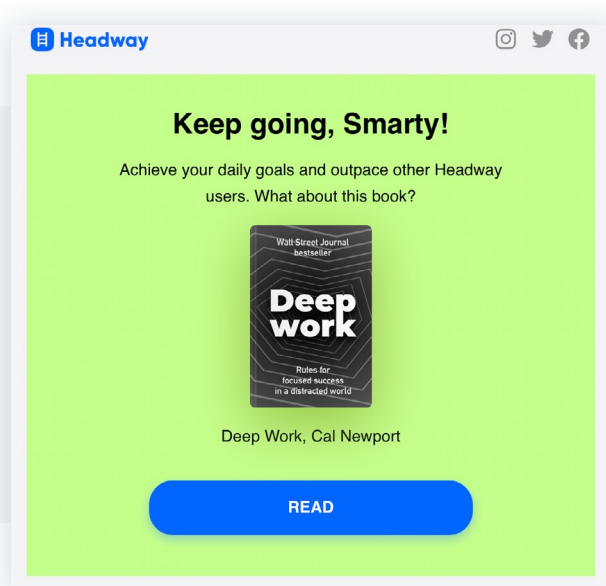 Headway
Keep going, Smarty!
Achieve your daily goals and outpace other Headway
users. What about this book?
Wall Street Journal
bestseller
Deep
work
Rules for
focused success
in a distracted world
Deep Work, Cal Newport
READ